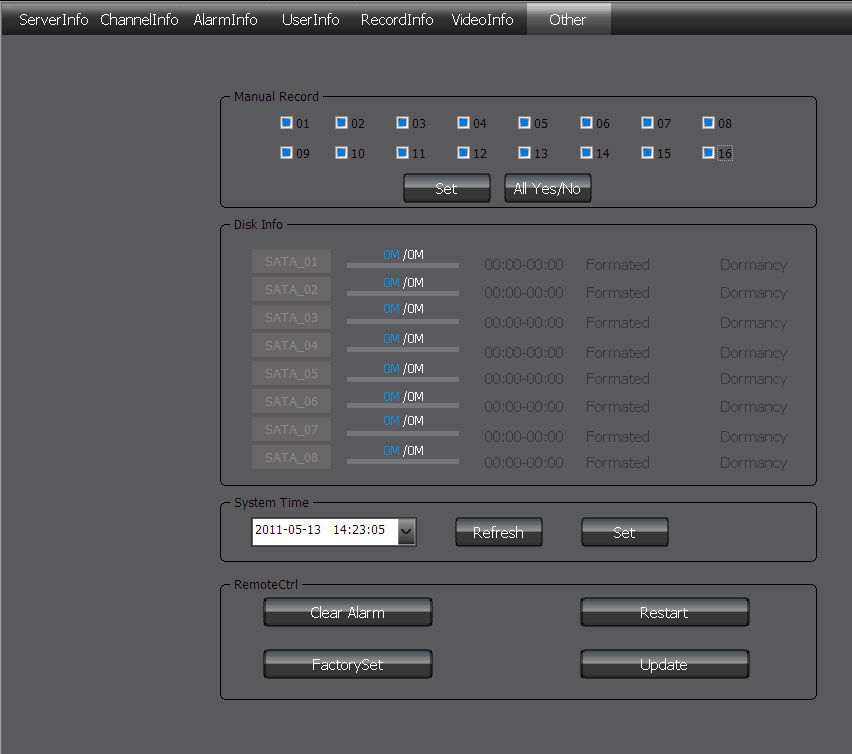 ServerInfo ChannelInfo AlarmInfo UserInfo RecordInfo VideoInfo Other
Manual Record
01 02 03 04 05 06 07 08
09 10 11 12 13 14 15 16
Set All Yes/No
Disk Info
SATA_01 0M/0M 00:00-00:00 Formated Dormancy
SATA_02 0M/0M 00:00-00:00 Formated Dormancy
SATA_03 0M/0M 00:00-00:00 Formated Dormancy
SATA_04 0M/0M 00:00-00:00 Formated Dormancy
SATA_05 0M/0M 00:00-00:00 Formated Dormancy
SATA_06 0M/0M 00:00-00:00 Formated Dormancy
SATA_07 0M/0M 00:00-00:00 Formated Dormancy
SATA_08 0M/0M 00:00-00:00 Formated Dormancy
System Time
2011-05-13 14:23:05 Refresh Set
RemoteCtrl
Clear Alarm Restart
FactorySet Update